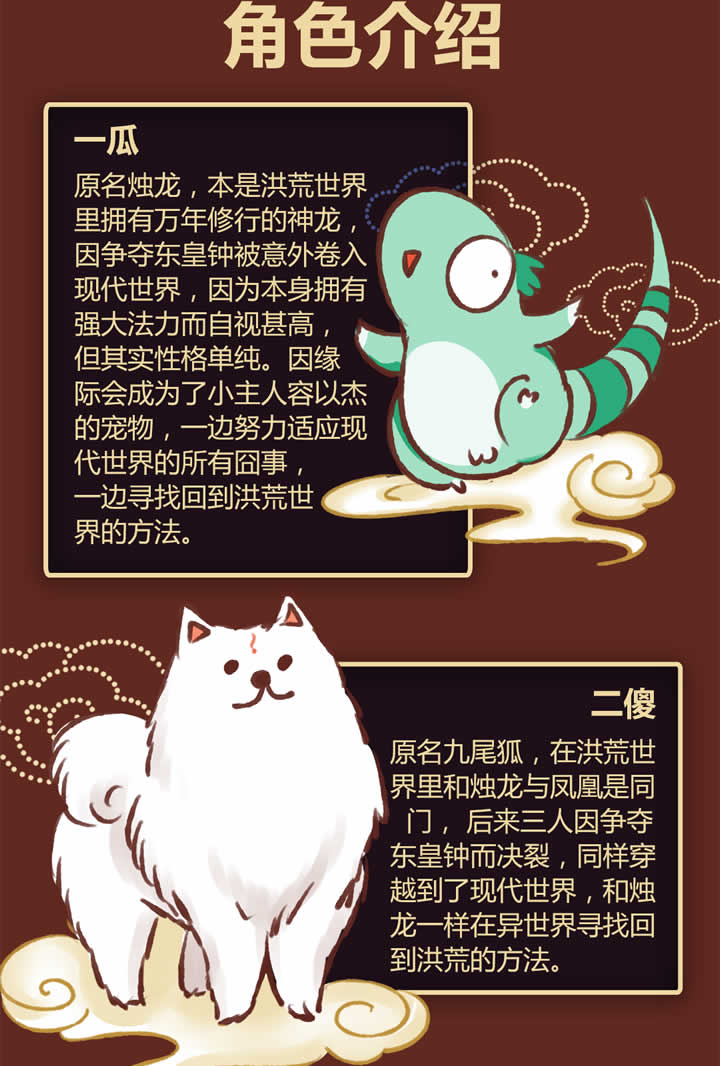 角色介绍
一瓜
原名烛龙，本是洪荒世界
里拥有万年修行的神龙，
因争夺东皇钟被意外卷入
现代世界，因为本身拥有
强大法力而自视甚高，
但其实性格单纯。因缘
际会成为了小主人容以杰
的宠物，一边努力适应现
代世界的所有囧事，
一边寻找回到洪荒世
界的方法。
二傻
原名九尾狐，在洪荒世
界里和烛龙与凤凰是同
门，后来三人因争夺
东皇钟而决裂，同样穿
越到了现代世界，和烛
龙一样在异世界寻找回
到洪荒的方法。